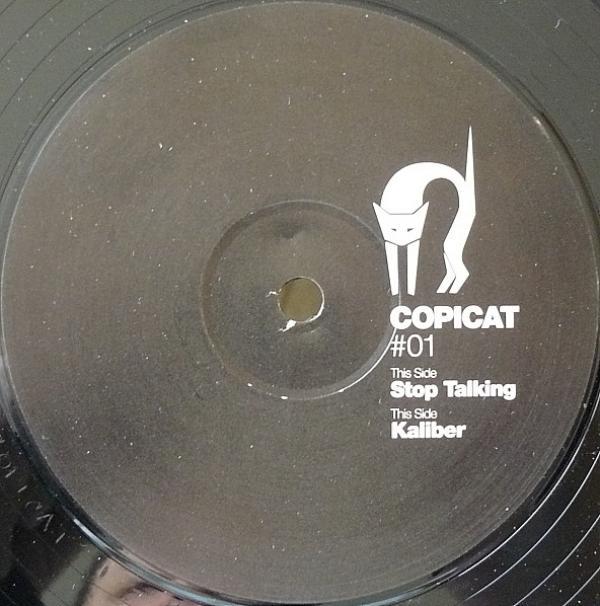 COPICAT
#01
This Side
Stop Talking
This Side
Kaliber